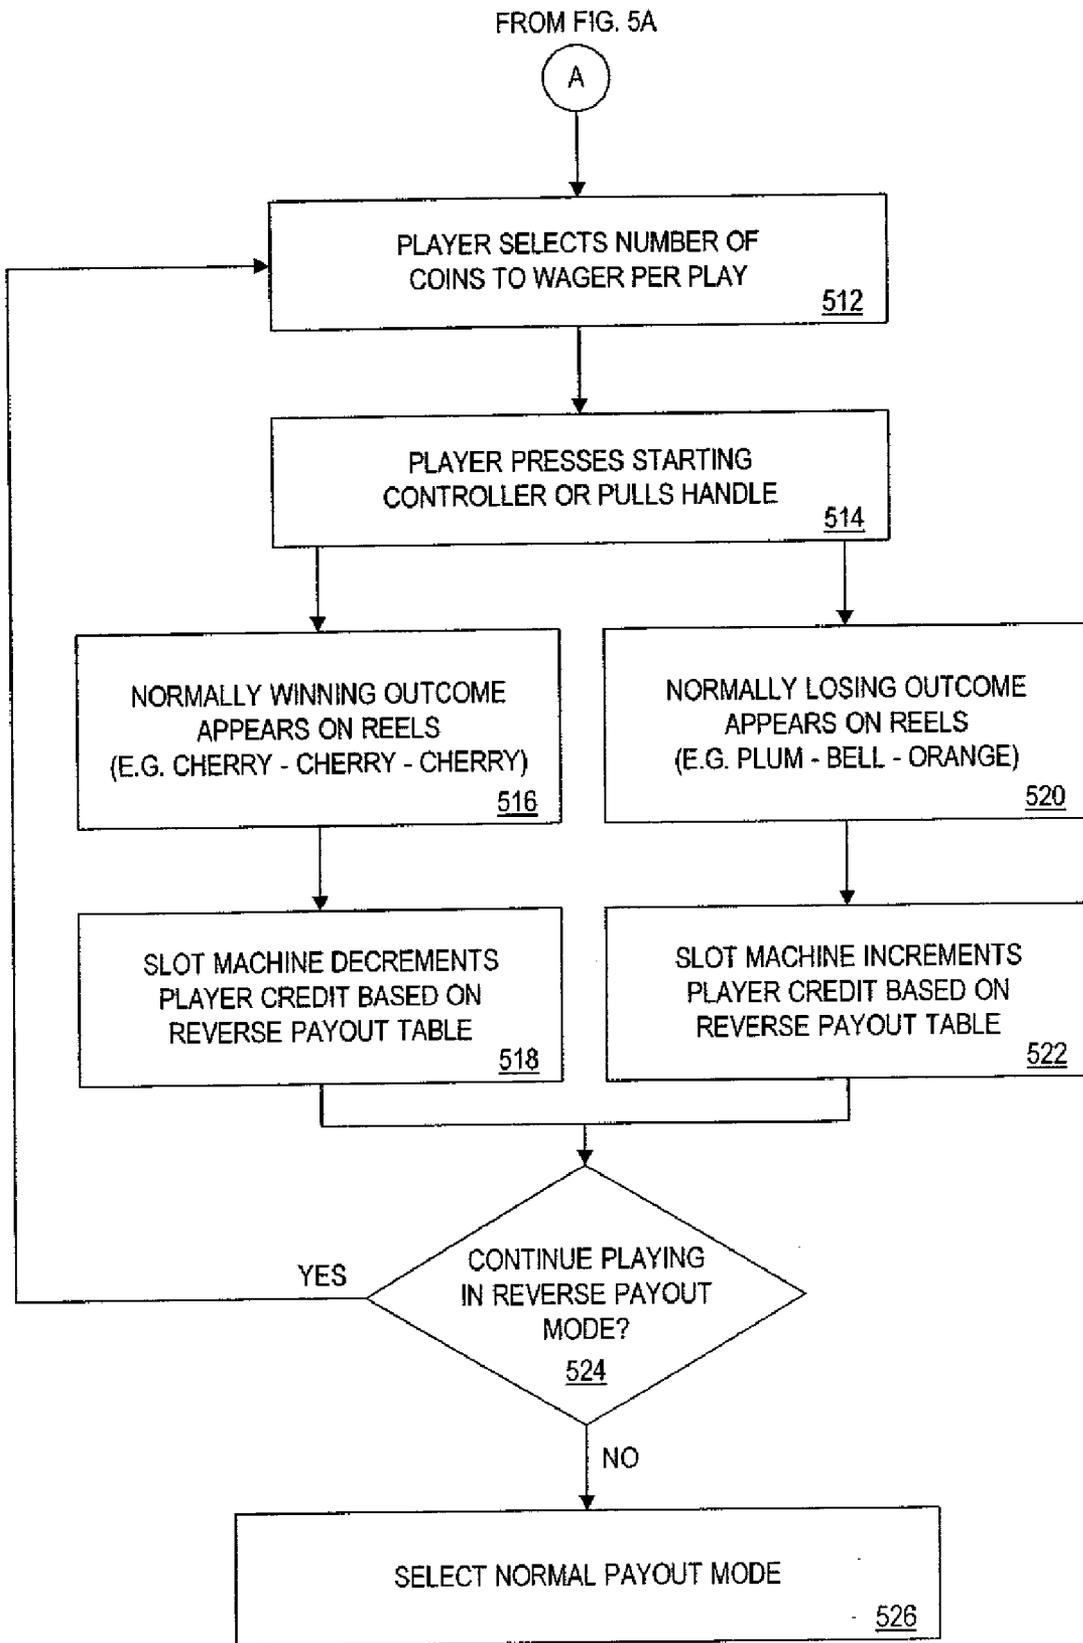 FROM FIG. 5A
A
PLAYER SELECTS NUMBER OF
COINS TO WAGER PER PLAY
512
PLAYER PRESSES STARTING
CONTROLLER OR PULLS HANDLE
514
NORMALLY WINNING OUTCOME
APPEARS ON REELS
(E.G. CHERRY - CHERRY - CHERRY)
516
NORMALLY LOSING OUTCOME
APPEARS ON REELS
(E.G. PLUM - BELL - ORANGE)
520
SLOT MACHINE DECREMENTS
PLAYER CREDIT BASED ON
REVERSE PAYOUT TABLE
518
SLOT MACHINE INCREMENTS
PLAYER CREDIT BASED ON
REVERSE PAYOUT TABLE
522
CONTINUE PLAYING
IN REVERSE PAYOUT
MODE?
524
YES
NO
SELECT NORMAL PAYOUT MODE
526